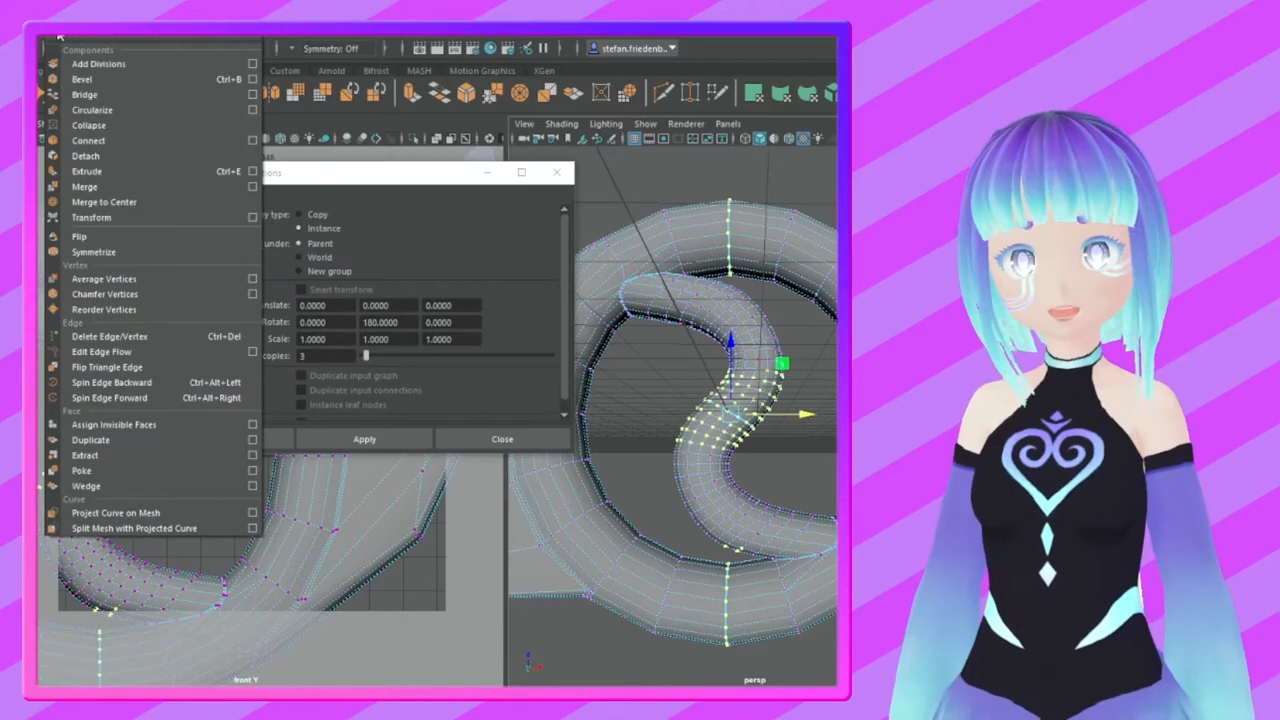 Components
Add Divisions
Bevel Ctrl+B
Bridge
Circularize
Collapse
Connect
Detach
Extrude Ctrl+E
Merge
Merge to Center
Transform
Flip
Symmetrize
Vertex
Average Vertices
Chamfer Vertices
Reorder Vertices
Edge
Delete Edge/Vertex Ctrl+Del
Edit Edge Flow
Flip Triangle Edge
Spin Edge Backward Ctrl+Alt+Left
Spin Edge Forward Ctrl+Alt+Right
Face
Assign Invisible Faces
Duplicate
Extract
Poke
Wedge
Curve
Project Curve on Mesh
Split Mesh with Projected Curve
Symmetry: Off
stefan.friedenb..
Custom Arnold Bifrost MASH Motion Graphics XGen
View Shading Lighting Show Renderer Panels
ions
y type: Copy
Instance
under: Parent
World
New group
Smart transform
nslate: 0.0000 0.0000 0.0000
Rotate: 0.0000 180.0000 0.0000
Scale: 1.0000 1.0000 1.0000
copies: 3
Duplicate input graph
Duplicate input connections
Instance leaf nodes
Apply Close
front Y
persp